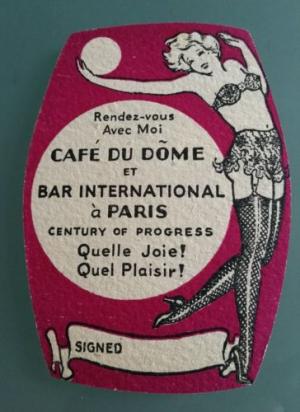 Rendez-vous
Avec Moi
CAFÉ DU DÔME
ET
BAR INTERNATIONAL
à PARIS
CENTURY OF PROGRESS
Quelle Joie!
Quel Plaisir!
SIGNED